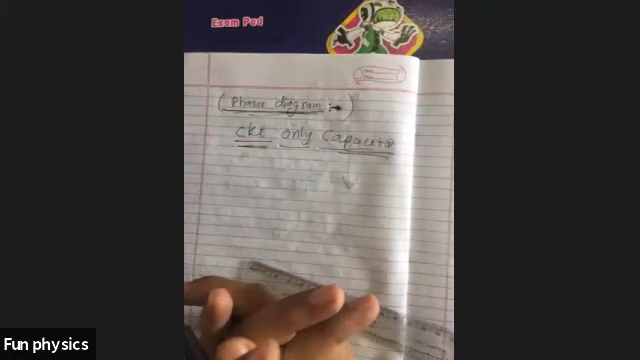 Exam Pad
(Phasor diagram :→)
ckt only Capacitor
Fun physics